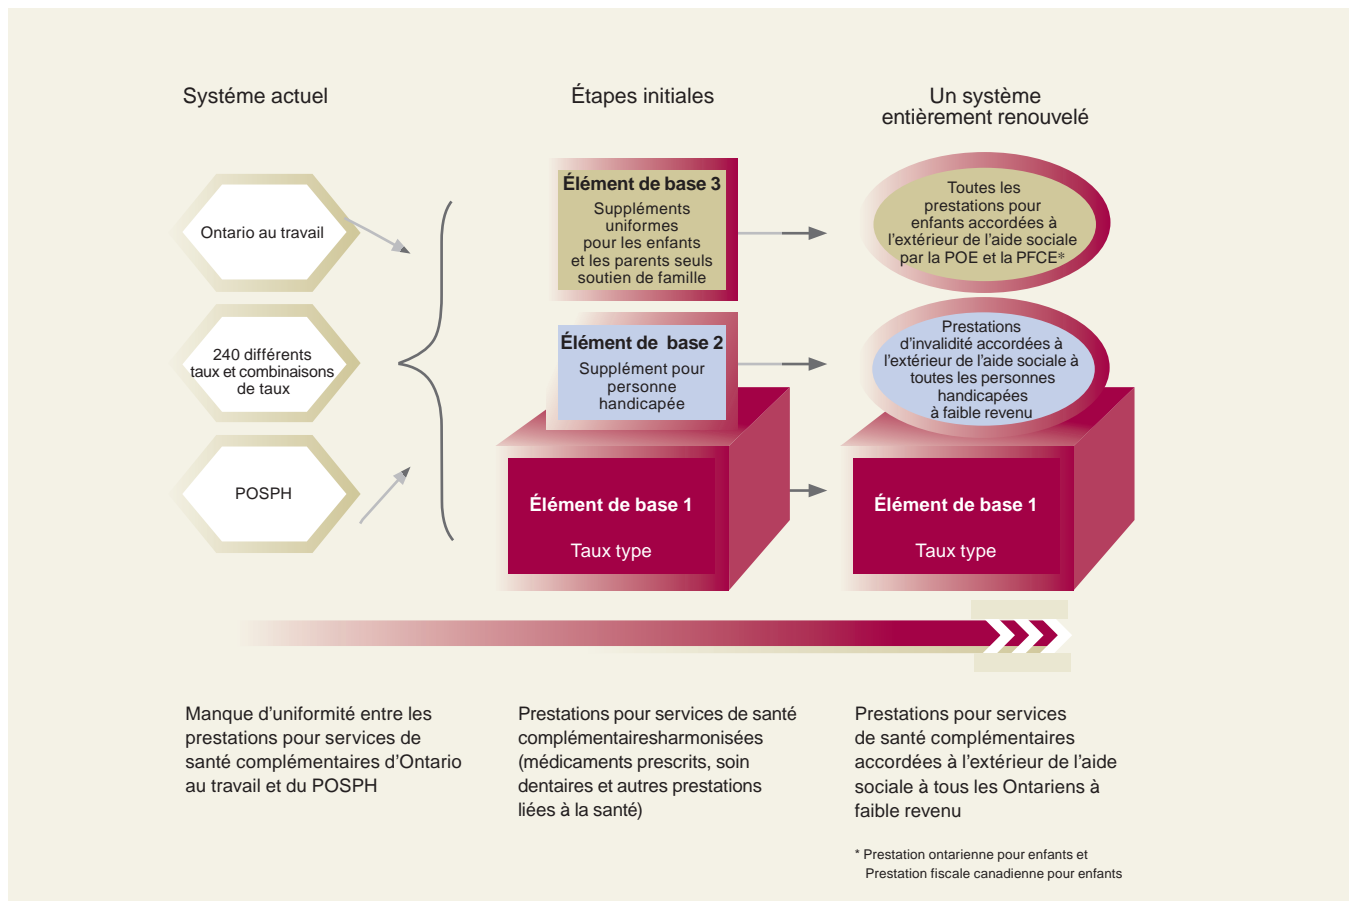 Systéme actuel
Étapes initiales
Un système
entièrement renouvelé
Ontario au travail
240 différents
taux et combinaisons
de taux
POSPH
Élément de base 3
Suppléments
uniformes
pour les enfants
et les parents seuls
soutien de famille
Élément de base 2
Supplément pour
personne
handicapée
Élément de base 1
Taux type
Toutes les
prestations pour
enfants accordées à
l'extérieur de l'aide sociale
par la POE et la PFCE*
Prestations
d'invalidité accordées à
l'extérieur de l'aide sociale à
toutes les personnes
handicapées
à faible revenu
Élément de base 1
Taux type
Manque d'uniformité entre les
prestations pour services de
santé complémentaires d'Ontario
au travail et du POSPH
Prestations pour services de santé
complémentairesharmonisées
(médicaments prescrits, soin
dentaires et autres prestations
liées à la santé)
Prestations pour services
de santé complémentaires
accordées à l'extérieur de l'aide
sociale à tous les Ontariens à
faible revenu
* Prestation ontarienne pour enfants et
Prestation fiscale canadienne pour enfants